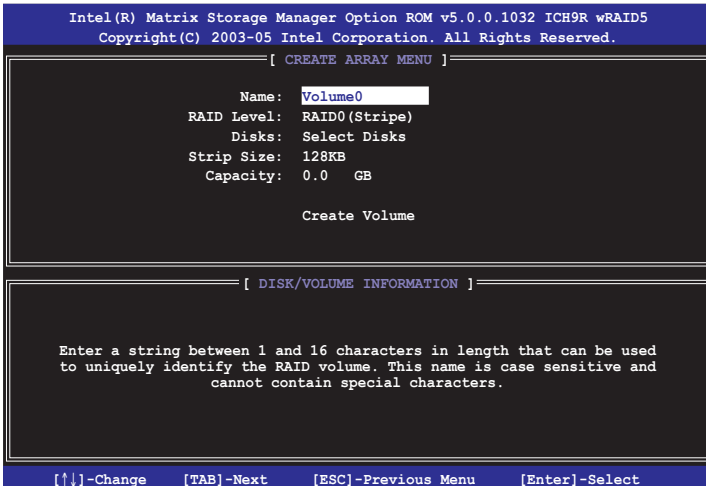 Intel(R) Matrix Storage Manager Option ROM v5.0.0.1032 ICH9R wRAID5
Copyright(C) 2003-05 Intel Corporation. All Rights Reserved.
[ CREATE ARRAY MENU ]
Name: Volume0
RAID Level: RAID0(Stripe)
Disks: Select Disks
Strip Size: 128KB
Capacity: 0.0 GB
Create Volume
[ DISK/VOLUME INFORMATION ]
Enter a string between 1 and 16 characters in length that can be used
to uniquely identify the RAID volume. This name is case sensitive and
cannot contain special characters.
[↑↓]-Change [TAB]-Next [ESC]-Previous Menu [Enter]-Select